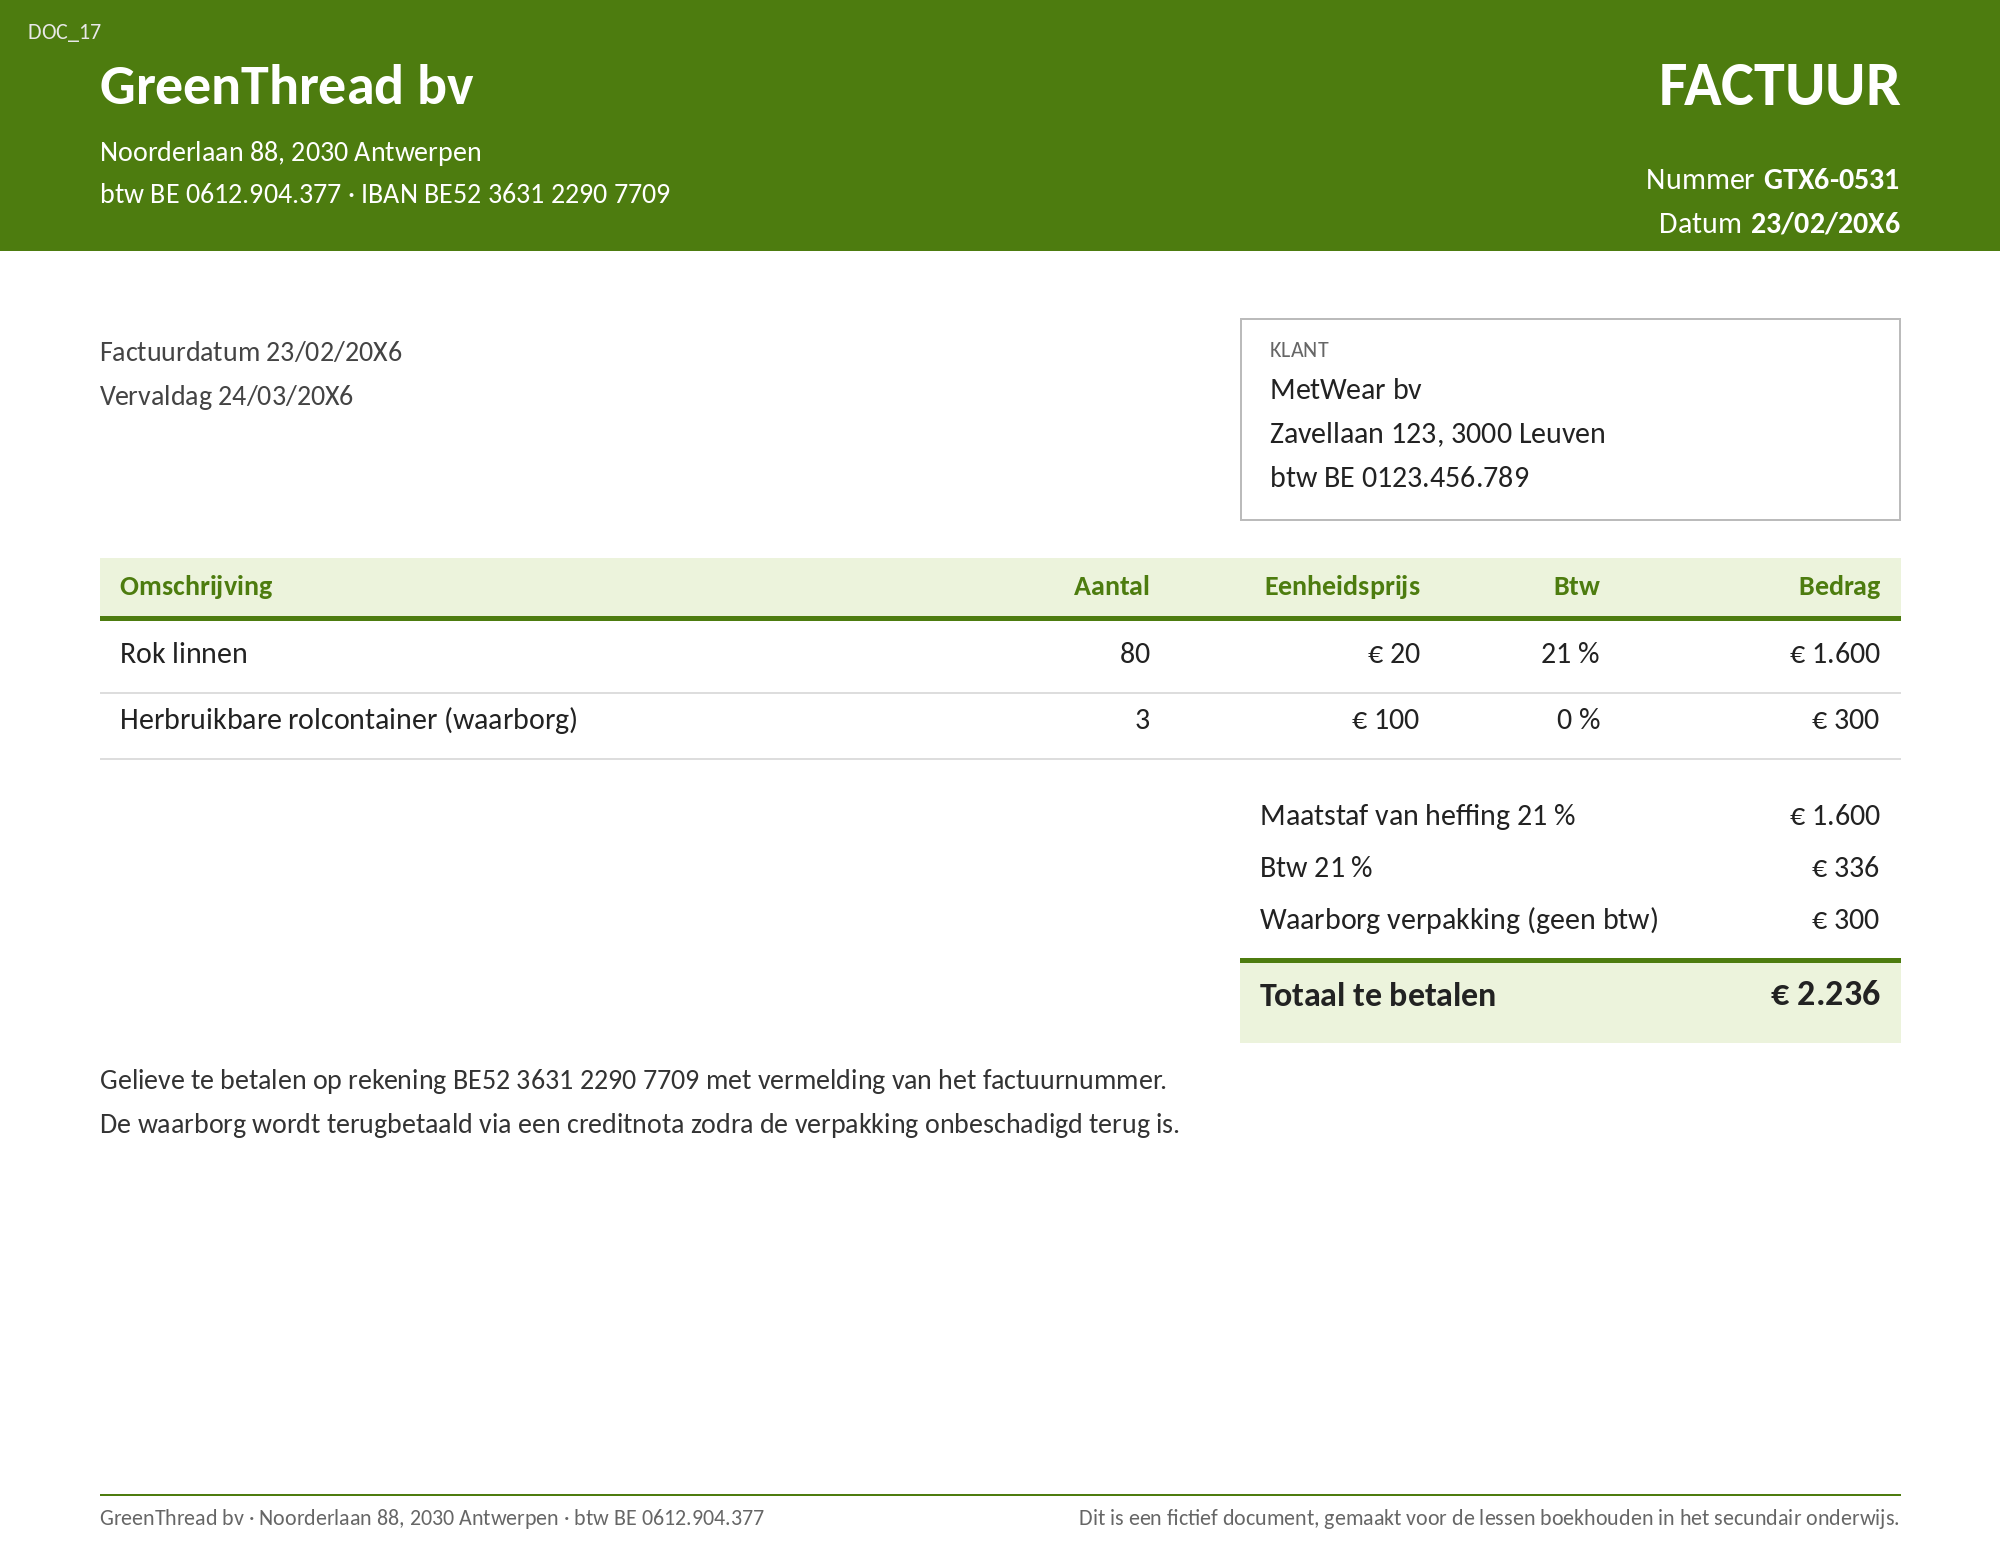 DOC_17
GreenThread bv
FACTUUR
Noorderlaan 88, 2030 Antwerpen
btw BE 0612.904.377 · IBAN BE52 3631 2290 7709
Nummer GTX6-0531
Datum 23/02/20X6
Factuurdatum 23/02/20X6
Vervaldag 24/03/20X6
KLANT
MetWear bv
Zavellaan 123, 3000 Leuven
btw BE 0123.456.789
Omschrijving Aantal Eenheidsprijs Btw Bedrag
Rok linnen 80 € 20 21 % € 1.600
Herbruikbare rolcontainer (waarborg) 3 € 100 0 % € 300
Maatstaf van heffing 21 % € 1.600
Btw 21 % € 336
Waarborg verpakking (geen btw) € 300
Totaal te betalen € 2.236
Gelieve te betalen op rekening BE52 3631 2290 7709 met vermelding van het factuurnummer.
De waarborg wordt terugbetaald via een creditnota zodra de verpakking onbeschadigd terug is.
GreenThread bv · Noorderlaan 88, 2030 Antwerpen · btw BE 0612.904.377
Dit is een fictief document, gemaakt voor de lessen boekhouden in het secundair onderwijs.